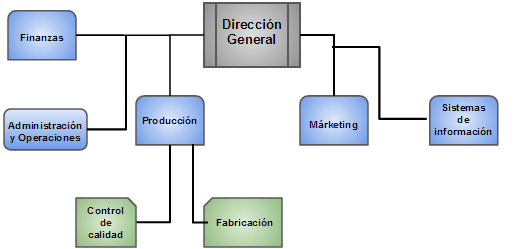 Dirección
General
Finanzas
Administración
y Operaciones
Producción
Márketing
Sistemas
de
información
Control
de
calidad
Fabricación